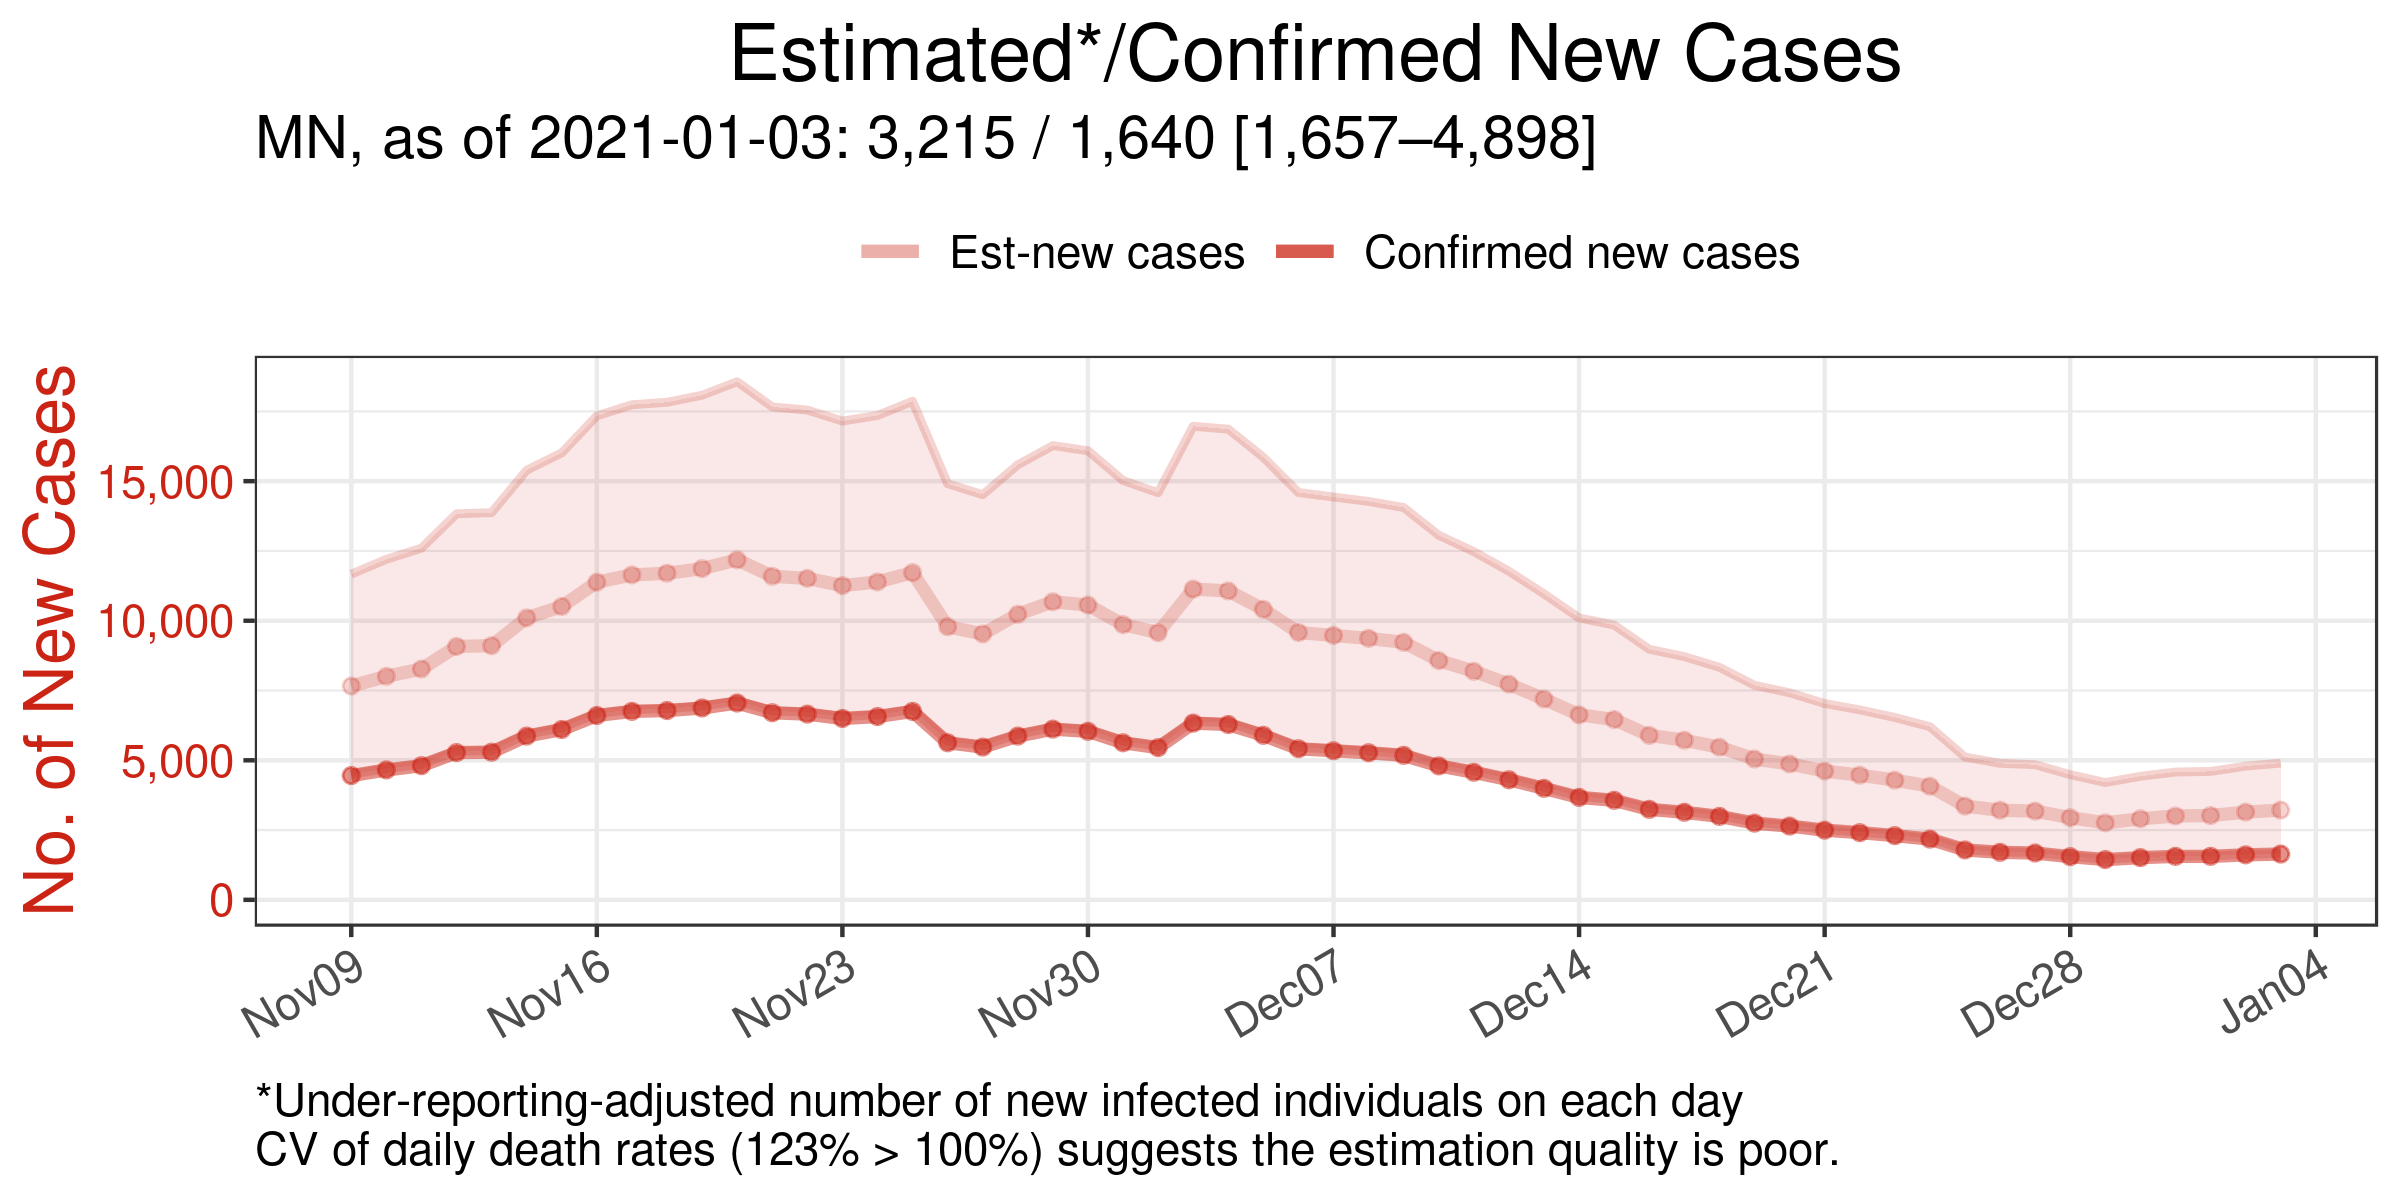 Estimated*/Confirmed New Cases
MN, as of 2021-01-03: 3,215 / 1,640 [1,657–4,898]
Est-new cases Confirmed new cases
No. of New Cases
15,000
10,000
5,000
0
Nov09 Nov16 Nov23 Nov30 Dec07 Dec14 Dec21 Dec28 Jan04
*Under-reporting-adjusted number of new infected individuals on each day
CV of daily death rates (123% > 100%) suggests the estimation quality is poor.